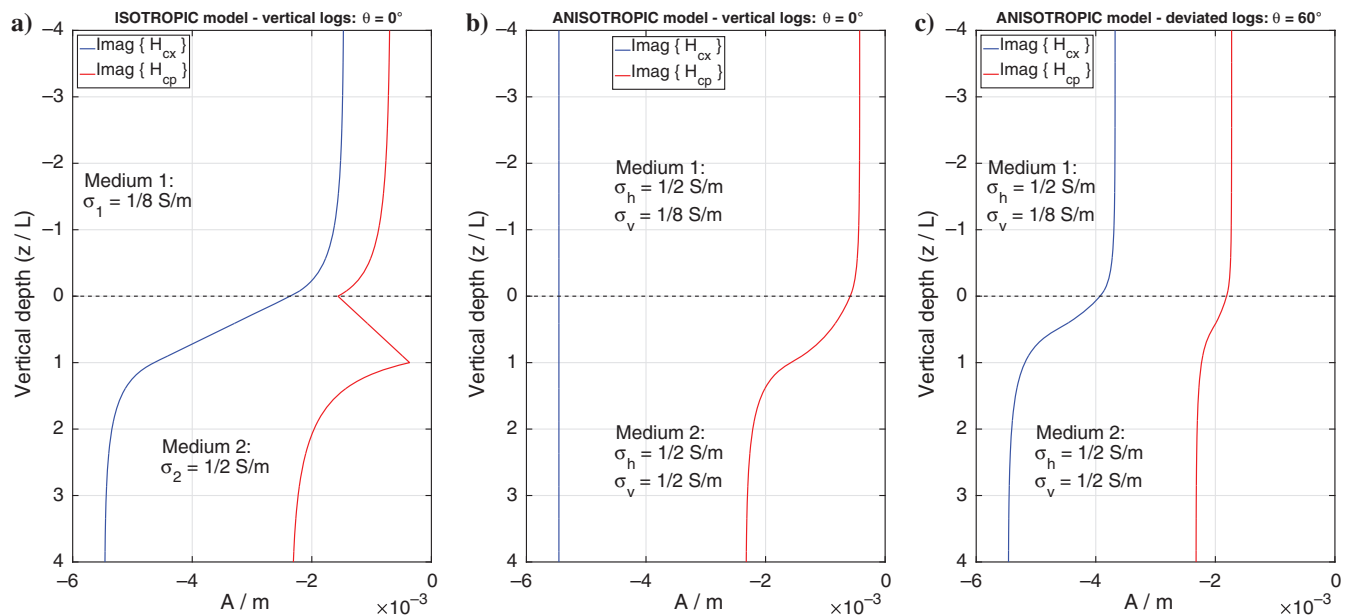 a)
ISOTROPIC model - vertical logs: θ = 0°
Imag { H_cx }
Imag { H_cp }
Medium 1:
σ_1 = 1/8 S/m
Medium 2:
σ_2 = 1/2 S/m
Vertical depth (z / L)
−4
−3
−2
−1
0
1
2
3
4
−6
−4
−2
0
A / m
×10^−3
b)
ANISOTROPIC model - vertical logs: θ = 0°
Imag { H_cx }
Imag { H_cp }
Medium 1:
σ_h = 1/2 S/m
σ_v = 1/8 S/m
Medium 2:
σ_h = 1/2 S/m
σ_v = 1/2 S/m
Vertical depth (z / L)
−4
−3
−2
−1
0
1
2
3
4
−6
−4
−2
0
A / m
×10^−3
c)
ANISOTROPIC model - deviated logs: θ = 60°
Imag { H_cx }
Imag { H_cp }
Medium 1:
σ_h = 1/2 S/m
σ_v = 1/8 S/m
Medium 2:
σ_h = 1/2 S/m
σ_v = 1/2 S/m
Vertical depth (z / L)
−4
−3
−2
−1
0
1
2
3
4
−6
−4
−2
0
A / m
×10^−3